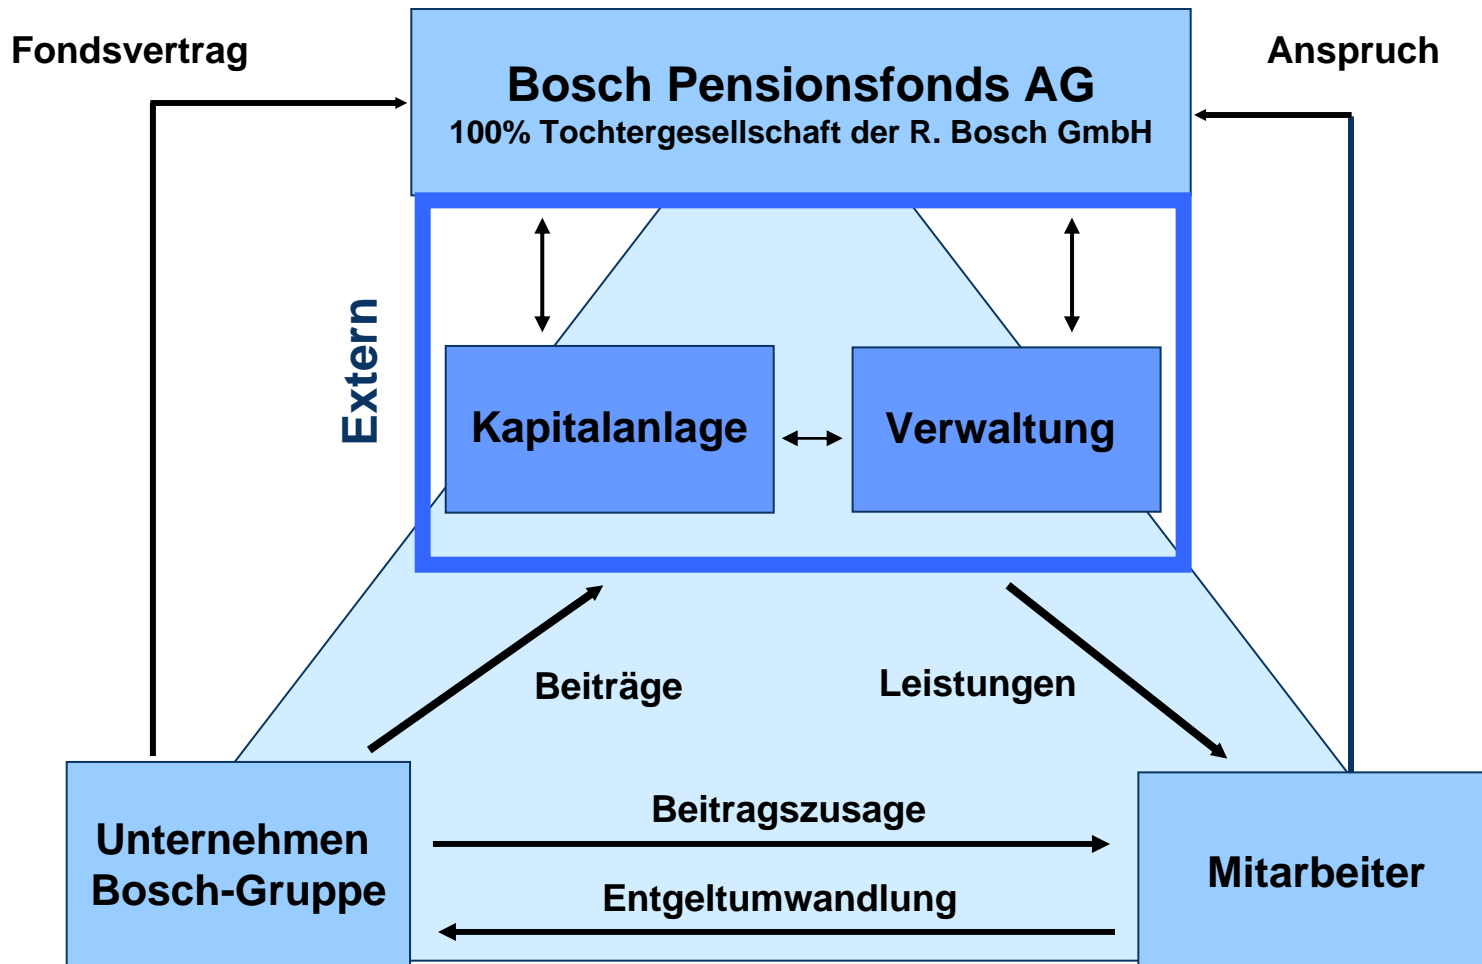 Fondsvertrag
Anspruch
Bosch Pensionsfonds AG
100% Tochtergesellschaft der R. Bosch GmbH
Extern
Kapitalanlage
Verwaltung
Beiträge
Leistungen
Beitragszusage
Unternehmen
Bosch-Gruppe
Mitarbeiter
Entgeltumwandlung